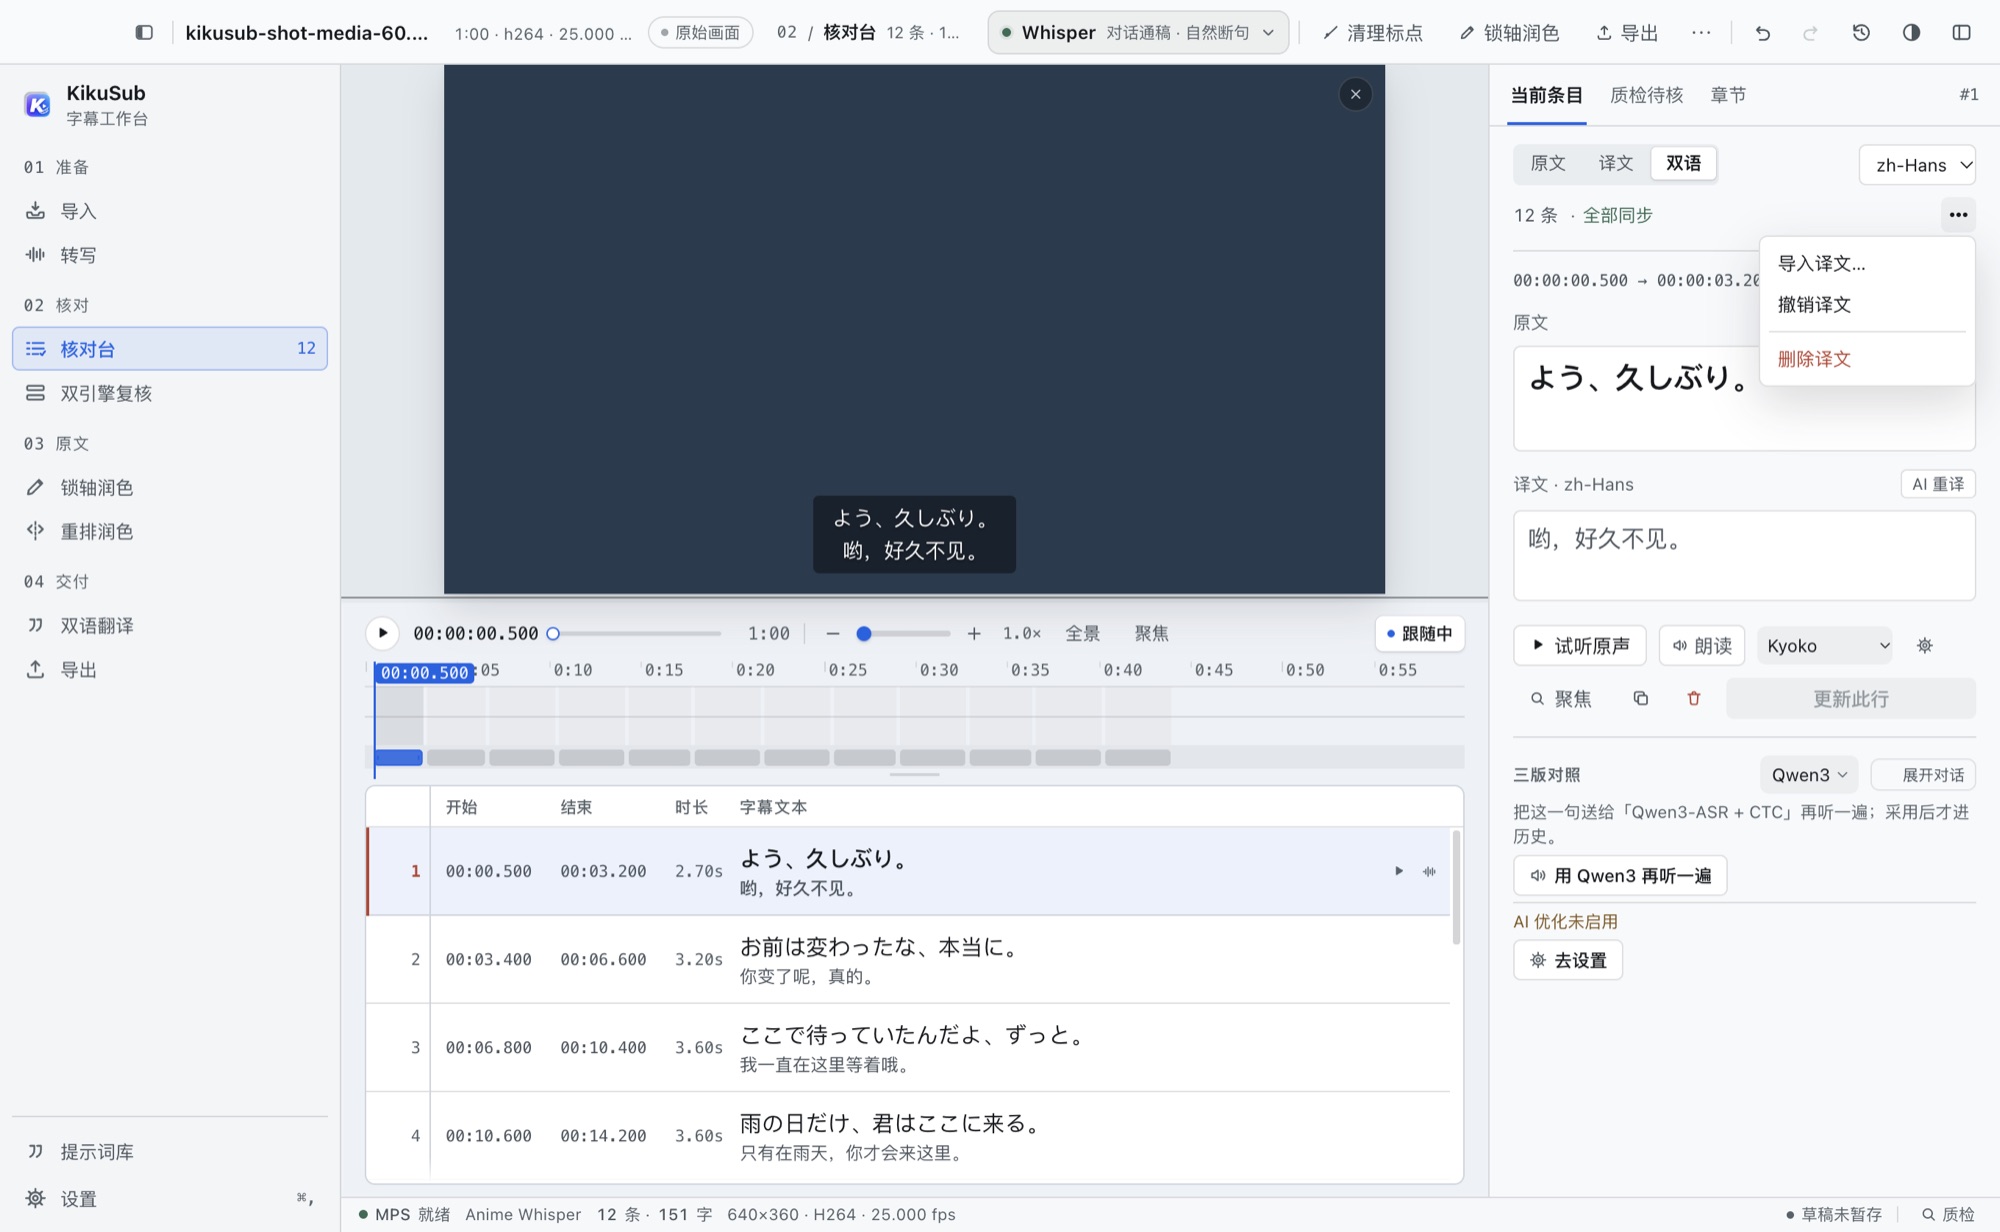 kikusub-shot-media-60.... 1:00 · h264 · 25.000 ... 原始画面 02 / 核对台 12 条 · 1... Whisper 对话通稿 · 自然断句 清理标点 锁轴润色 导出 ...
KikuSub
字幕工作台
01 准备
导入
转写
02 核对
核对台 12
双引擎复核
03 原文
锁轴润色
重排润色
04 交付
双语翻译
导出
提示词库
设置 ⌘,
よう、久しぶり。
哟，好久不见。
00:00:00.500 1:00 − + 1.0× 全景 聚焦 跟随中
00:00.500 :05 0:10 0:15 0:20 0:25 0:30 0:35 0:40 0:45 0:50 0:55
开始 结束 时长 字幕文本
1 00:00.500 00:03.200 2.70s よう、久しぶり。
哟，好久不见。
2 00:03.400 00:06.600 3.20s お前は変わったな、本当に。
你变了呢，真的。
3 00:06.800 00:10.400 3.60s ここで待っていたんだよ、ずっと。
我一直在这里等着哦。
4 00:10.600 00:14.200 3.60s 雨の日だけ、君はここに来る。
只有在雨天，你才会来这里。
当前条目 质检待核 章节 #1
原文 译文 双语 zh-Hans
12 条 · 全部同步
导入译文...
撤销译文
删除译文
00:00:00.500 → 00:00:03.20
原文
よう、久しぶり。
译文 · zh-Hans AI 重译
哟，好久不见。
试听原声 朗读 Kyoko
聚焦 更新此行
三版对照 Qwen3 展开对话
把这一句送给「Qwen3-ASR + CTC」再听一遍；采用后才进
历史。
用 Qwen3 再听一遍
AI 优化未启用
去设置
MPS 就绪 Anime Whisper 12 条 · 151 字 640×360 · H264 · 25.000 fps 草稿未暂存 质检